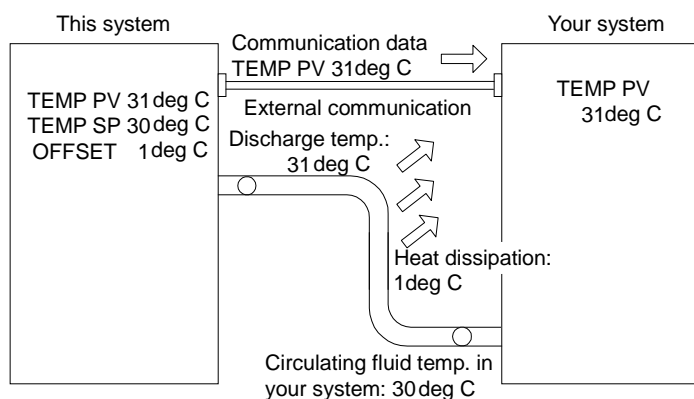 This system
Your system
Communication data
TEMP PV 31deg C
External communication
TEMP PV 31deg C
TEMP SP 30deg C
OFFSET 1deg C
TEMP PV
31deg C
Discharge temp.:
31deg C
Heat dissipation:
1deg C
Circulating fluid temp. in
your system: 30deg C